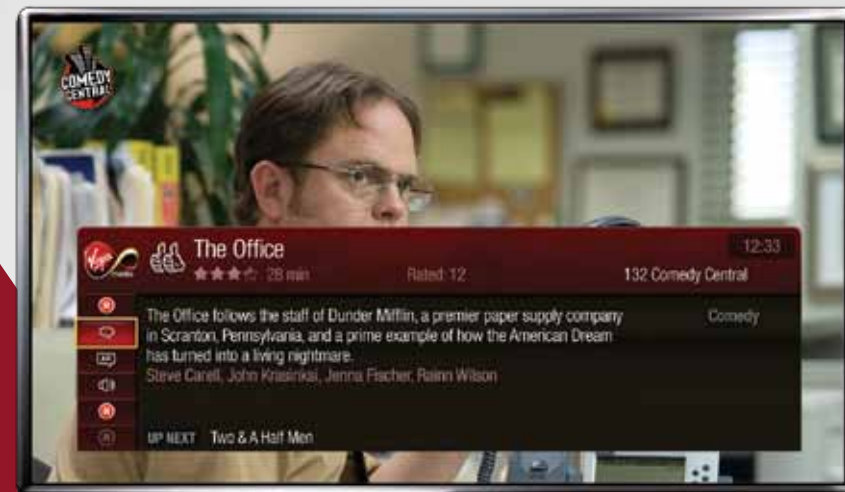 COMEDY
CENTRAL
Virgin
media
The Office
12:33
28 min
Rated: 12
132 Comedy Central
The Office follows the staff of Dunder Mifflin, a premier paper supply company
Comedy
in Scranton, Pennsylvania, and a prime example of how the American Dream
has turned into a living nightmare.
Steve Carell, John Krasinkai, Jenna Fischer, Rainn Wilson
UP NEXT Two & A Half Men